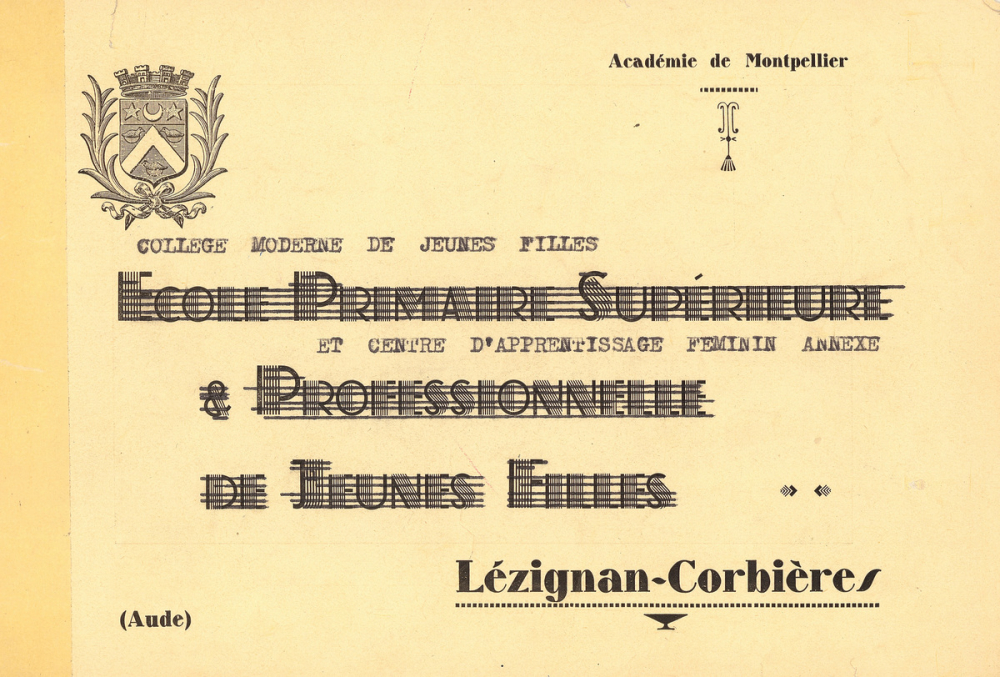 Académie de Montpellier
COLLEGE MODERNE DE JEUNES FILLES
ECOLE PRIMAIRE SUPÉRIEURE
ET CENTRE D'APPRENTISSAGE FEMININ ANNEXE
& PROFESSIONNELLE
DE JEUNES FILLES
Lézignan-Corbières
(Aude)